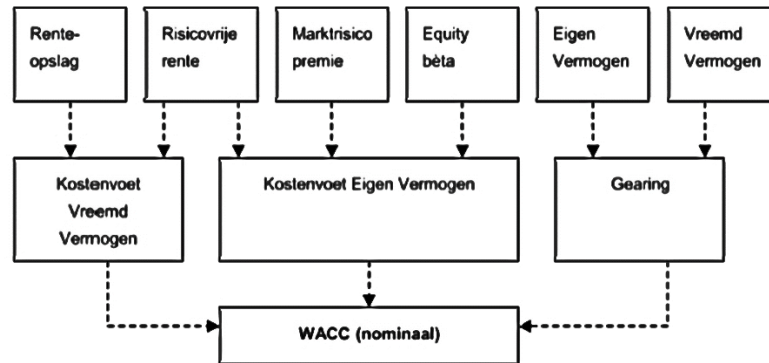 Rente-
opslag
Risicovrije
rente
Marktrisico
premie
Equity
bèta
Eigen
Vermogen
Vreemd
Vermogen
Kostenvoet
Vreemd
Vermogen
Kostenvoet Eigen Vermogen
Gearing
WACC (nominaal)